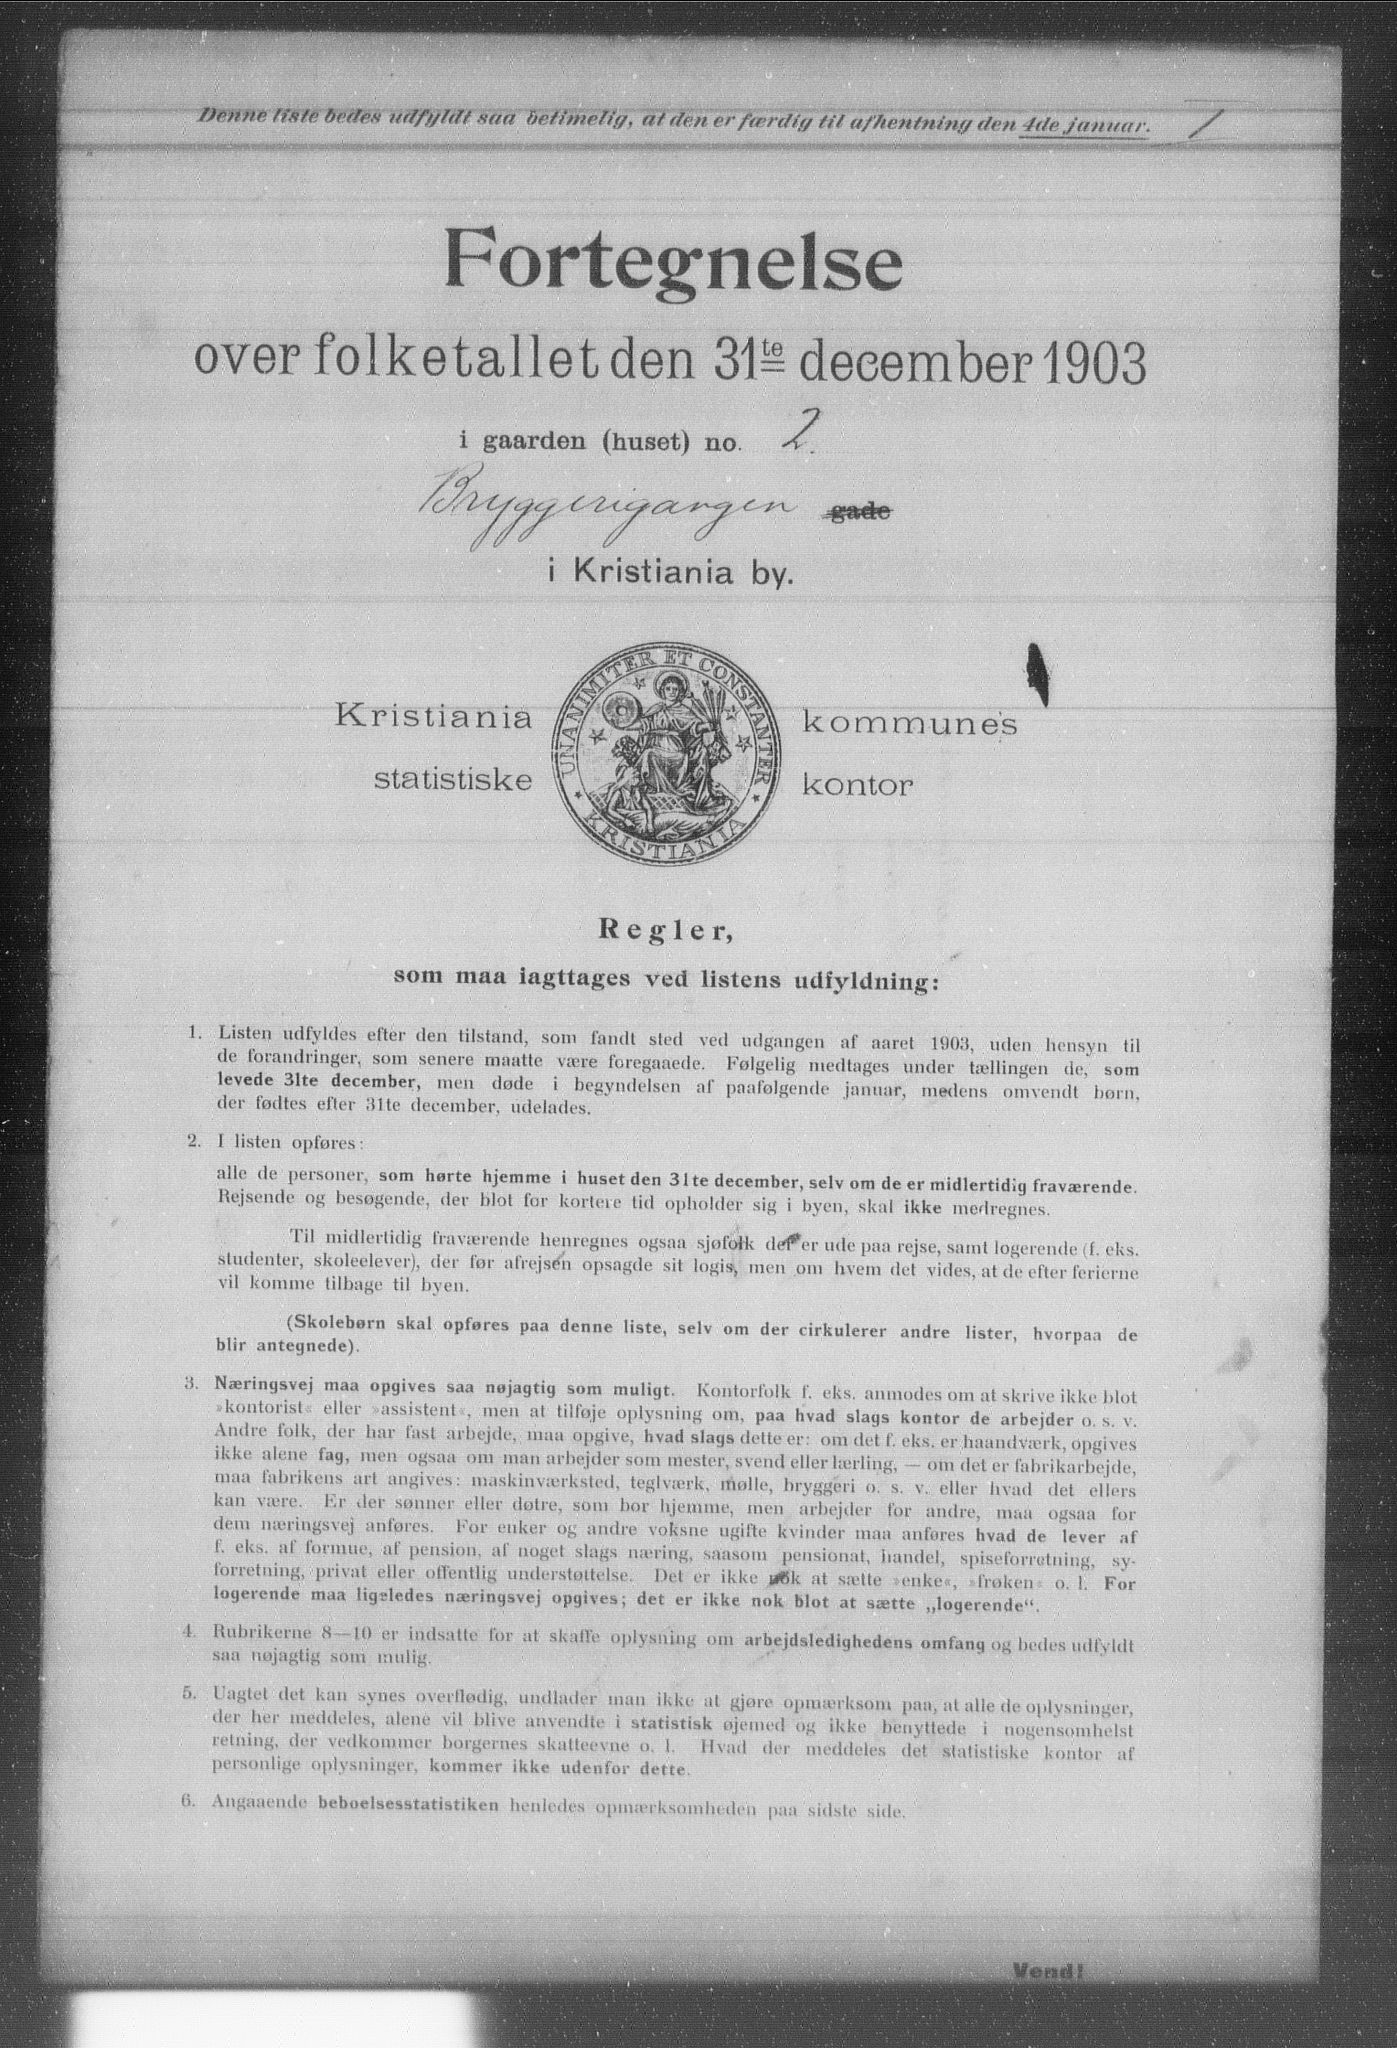 Denne liste bedes udfyldt saa betimelig, at den er færdig til afhentning den 4de januar.
Fortegnelse
over folketallet den 31te december 1903
i gaarden (huset) no. 2.
Bryggerigangen gade
i Kristiania by.
UNANIMITER ET CONSTANTER
KRISTIANIA
Kristiania kommunes
statistiske kontor
Regler,
som maa iagttages ved listens udfyldning:
1. Listen udfyldes efter den tilstand, som fandt sted ved udgangen af aaret 1903, uden hensyn til
de forandringer, som senere maatte være foregaaede. Følgelig medtages under tællingen de, som
levede 31te december, men døde i begyndelsen af paafølgende januar, medens omvendt børn,
der fødtes efter 31te december, udelades.
2. I listen opføres:
alle de personer, som hørte hjemme i huset den 31te december, selv om de er midlertidig fraværende.
Rejsende og besøgende, der blot for kortere tid opholder sig i byen, skal ikke medregnes.
Til midlertidig fraværende henregnes ogsaa sjøfolk der er ude paa rejse, samt logerende (f. eks.
studenter, skoleelever), der før afrejsen opsagde sit logis, men om hvem det vides, at de efter ferierne
vil komme tilbage til byen.
(Skolebørn skal opføres paa denne liste, selv om der cirkulerer andre lister, hvorpaa de
blir antegnede).
3. Næringsvej maa opgives saa nøjagtig som muligt. Kontorfolk f. eks. anmodes om at skrive ikke blot
»kontorist« eller »assistent«, men at tilføje oplysning om, paa hvad slags kontor de arbejder o. s. v.
Andre folk, der har fast arbejde, maa opgive, hvad slags dette er: om det f. eks. er haandværk, opgives
ikke alene fag, men ogsaa om man arbejder som mester, svend eller lærling, — om det er fabrikarbejde,
maa fabrikens art angives: maskinværksted, teglværk, mølle, bryggeri o. s. v. eller hvad det ellers
kan være. Er der sønner eller døtre, som bor hjemme, men arbejder for andre, maa ogsaa for
dem næringsvej anføres. For enker og andre voksne ugifte kvinder maa anføres hvad de lever af
f. eks. af formue, af pension, af noget slags næring, saasom pensionat, handel, spiseforretning, sy-
forretning, privat eller offentlig understøttelse. Det er ikke nok at sætte »enke«, »frøken« o. l. For
logerende maa ligeledes næringsvej opgives; det er ikke nok blot at sætte „logerende“.
4. Rubrikerne 8—10 er indsatte for at skaffe oplysning om arbejdsledighedens omfang og bedes udfyldt
saa nøjagtig som mulig.
5. Uagtet det kan synes overflødig, undlader man ikke at gjøre opmærksom paa, at alle de oplysninger,
der her meddeles, alene vil blive anvendte i statistisk øjemed og ikke benyttede i nogensomhelst
retning, der vedkommer borgernes skatteevne o. l. Hvad der meddeles det statistiske kontor af
personlige oplysninger, kommer ikke udenfor dette.
6. Angaaende beboelsesstatistiken henledes opmærksomheden paa sidste side.
Vend!